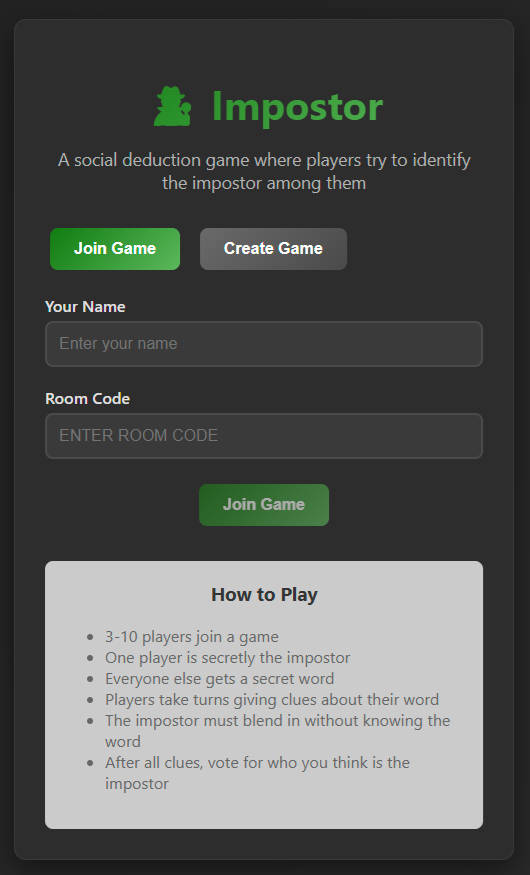 Impostor
A social deduction game where players try to identify
the impostor among them
Join Game
Create Game
Your Name
Enter your name
Room Code
ENTER ROOM CODE
Join Game
How to Play
3-10 players join a game
One player is secretly the impostor
Everyone else gets a secret word
Players take turns giving clues about their word
The impostor must blend in without knowing the
word
After all clues, vote for who you think is the
impostor